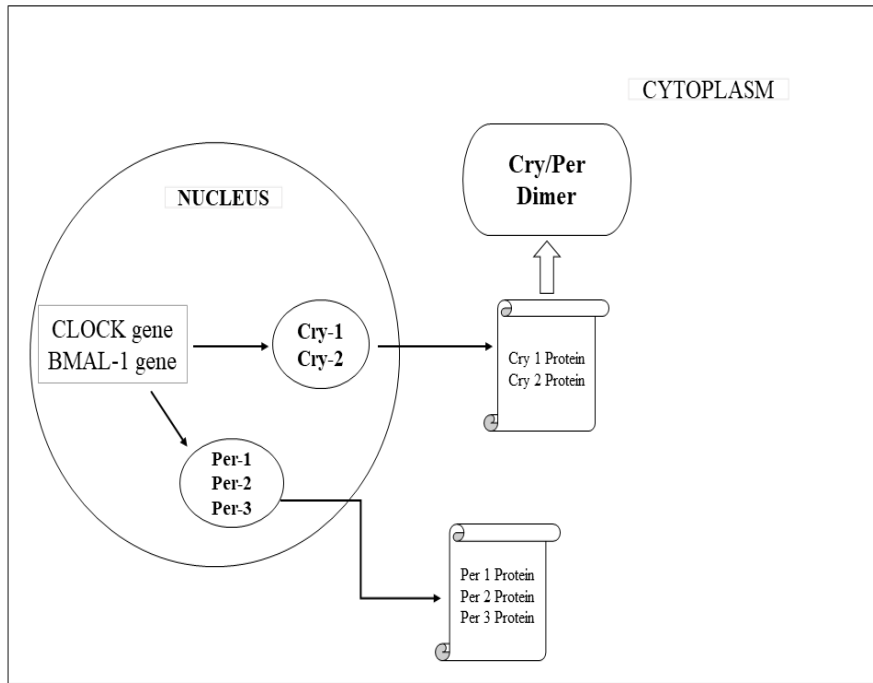 CYTOPLASM
Cry/Per
Dimer
NUCLEUS
CLOCK gene
BMAL-1 gene
Cry-1
Cry-2
Cry 1 Protein
Cry 2 Protein
Per-1
Per-2
Per-3
Per 1 Protein
Per 2 Protein
Per 3 Protein